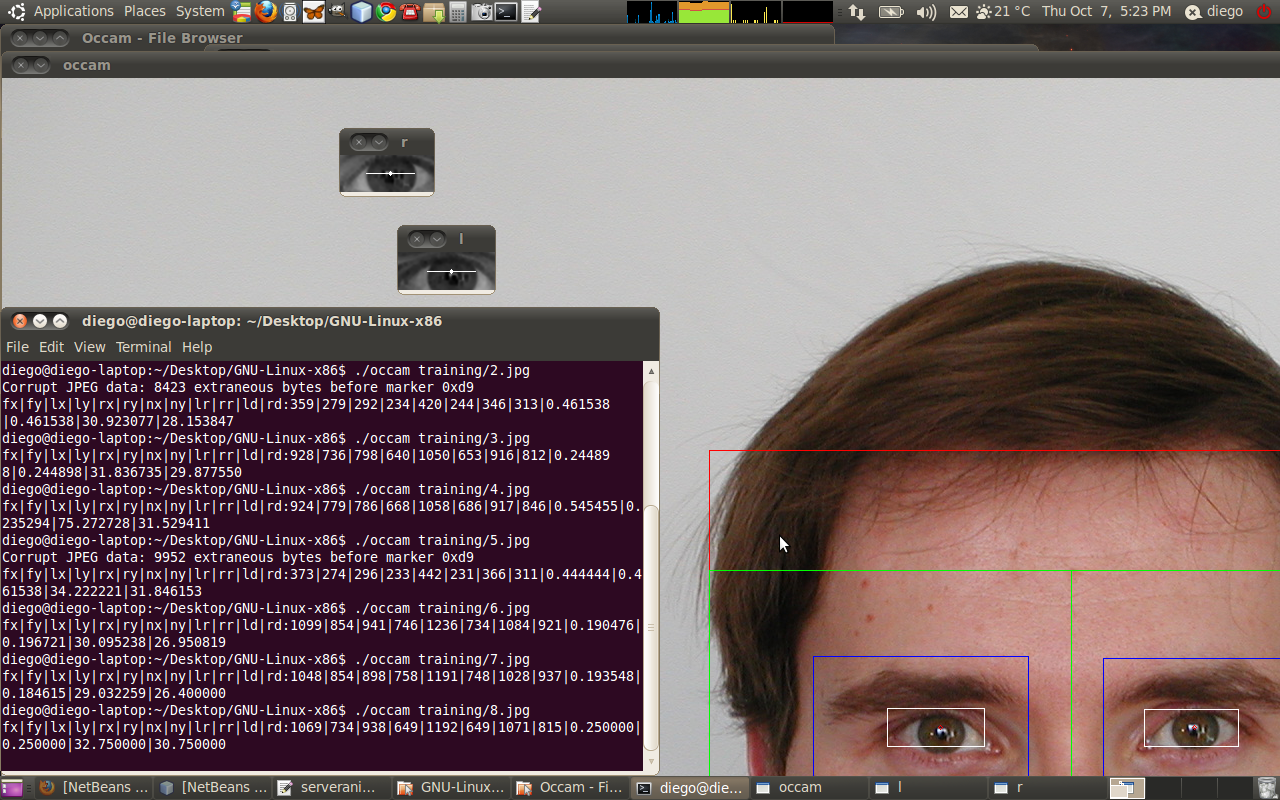 Applications Places System 21 °C Thu Oct 7, 5:23 PM diego
Occam - File Browser
occam
r
l
diego@diego-laptop: ~/Desktop/GNU-Linux-x86
File Edit View Terminal Help
diego@diego-laptop:~/Desktop/GNU-Linux-x86$ ./occam training/2.jpg
Corrupt JPEG data: 8423 extraneous bytes before marker 0xd9
fx|fy|lx|ly|rx|ry|nx|ny|lr|rr|ld|rd:359|279|292|234|420|244|346|313|0.461538
|0.461538|30.923077|28.153847
diego@diego-laptop:~/Desktop/GNU-Linux-x86$ ./occam training/3.jpg
fx|fy|lx|ly|rx|ry|nx|ny|lr|rr|ld|rd:928|736|798|640|1050|653|916|812|0.24489
8|0.244898|31.836735|29.877550
diego@diego-laptop:~/Desktop/GNU-Linux-x86$ ./occam training/4.jpg
fx|fy|lx|ly|rx|ry|nx|ny|lr|rr|ld|rd:924|779|786|668|1058|686|917|846|0.545455|0.
235294|75.272728|31.529411
diego@diego-laptop:~/Desktop/GNU-Linux-x86$ ./occam training/5.jpg
Corrupt JPEG data: 9952 extraneous bytes before marker 0xd9
fx|fy|lx|ly|rx|ry|nx|ny|lr|rr|ld|rd:373|274|296|233|442|231|366|311|0.444444|0.4
61538|34.222221|31.846153
diego@diego-laptop:~/Desktop/GNU-Linux-x86$ ./occam training/6.jpg
fx|fy|lx|ly|rx|ry|nx|ny|lr|rr|ld|rd:1099|854|941|746|1236|734|1084|921|0.190476|
0.196721|30.095238|26.950819
diego@diego-laptop:~/Desktop/GNU-Linux-x86$ ./occam training/7.jpg
fx|fy|lx|ly|rx|ry|nx|ny|lr|rr|ld|rd:1048|854|898|758|1191|748|1028|937|0.193548|
0.184615|29.032259|26.400000
diego@diego-laptop:~/Desktop/GNU-Linux-x86$ ./occam training/8.jpg
fx|fy|lx|ly|rx|ry|nx|ny|lr|rr|ld|rd:1069|734|938|649|1192|649|1071|815|0.250000|
0.250000|32.750000|30.750000
[NetBeans ... [NetBeans ... serverani... GNU-Linux... Occam - Fi... diego@die... occam l r